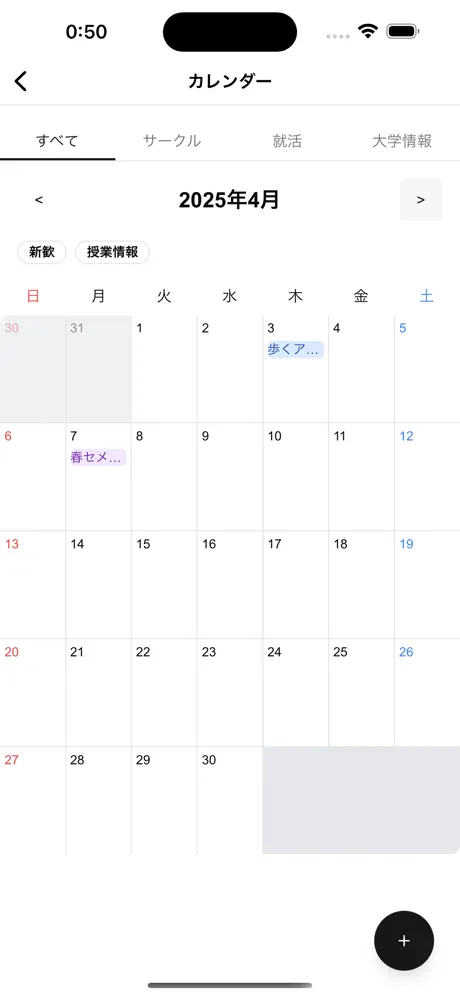 0:50
カレンダー
すべて サークル 就活 大学情報
< 2025年4月 >
新歓 授業情報
日 月 火 水 木 金 土
30 31 1 2 3 4 5
歩くア...
6 7 8 9 10 11 12
春セメ...
13 14 15 16 17 18 19
20 21 22 23 24 25 26
27 28 29 30
+